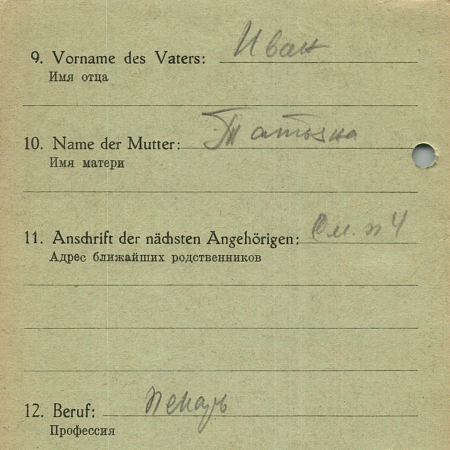 9. Vorname des Vaters: Иван
Имя отца
10. Name der Mutter: Татьяна
Имя матери
11. Anschrift der nächsten Angehörigen: См. п 4
Адрес ближайших родственников
12. Beruf: пекарь
Профессия